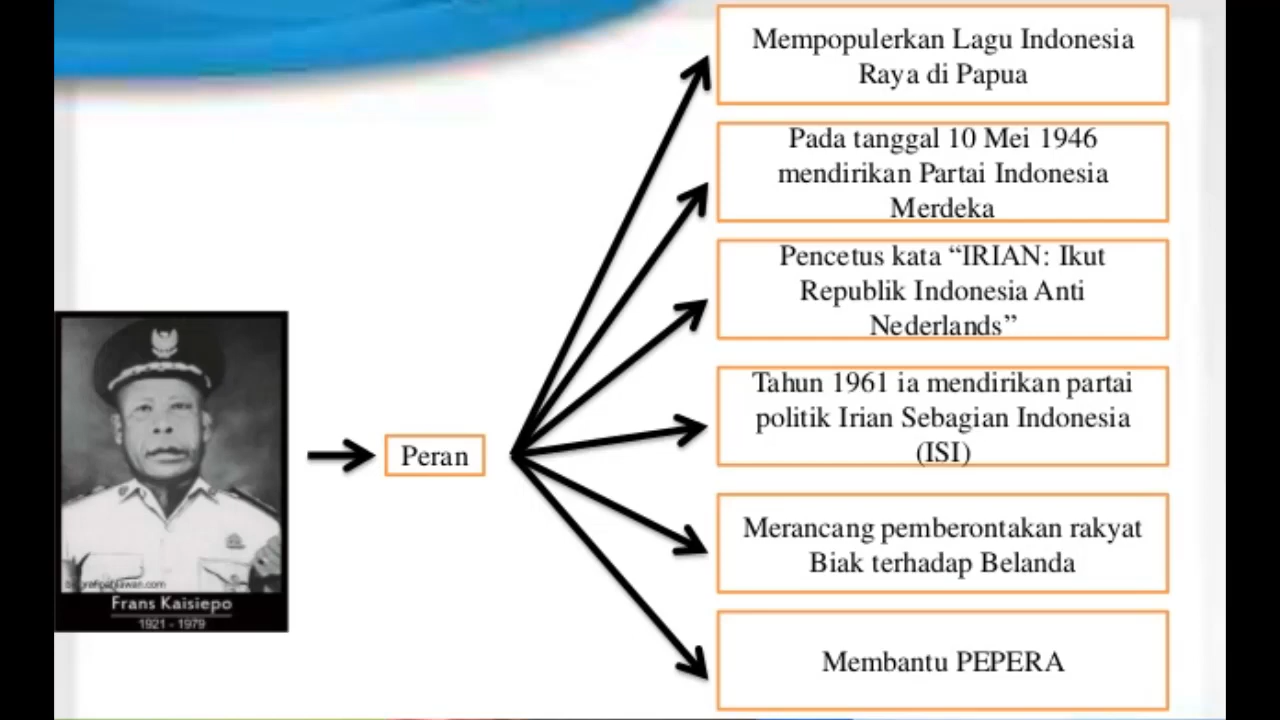 Mempopulerkan Lagu Indonesia
Raya di Papua
Pada tanggal 10 Mei 1946
mendirikan Partai Indonesia
Merdeka
Pencetus kata “IRIAN: Ikut
Republik Indonesia Anti
Nederlands”
Tahun 1961 ia mendirikan partai
politik Irian Sebagian Indonesia
(ISI)
Merancang pemberontakan rakyat
Biak terhadap Belanda
Membantu PEPERA
Peran
Frans Kaisiepo
1921 - 1979